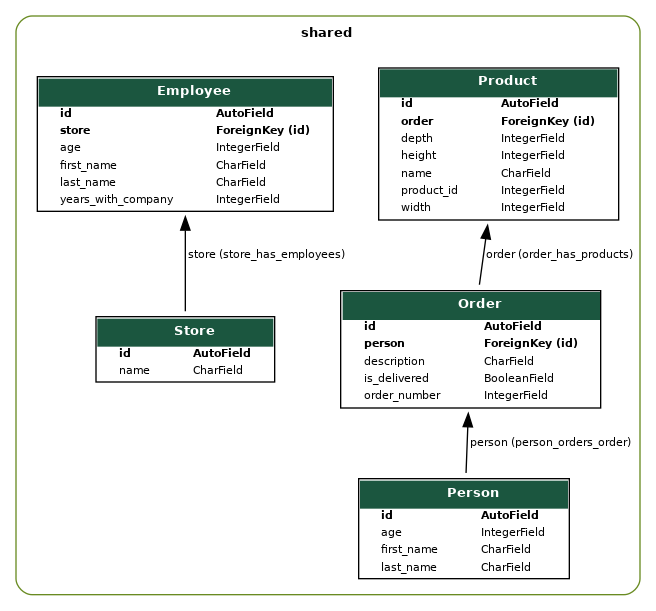 shared
Employee
id AutoField
store ForeignKey (id)
age IntegerField
first_name CharField
last_name CharField
years_with_company IntegerField
Product
id AutoField
order ForeignKey (id)
depth IntegerField
height IntegerField
name CharField
product_id IntegerField
width IntegerField
store (store_has_employees)
order (order_has_products)
Store
id AutoField
name CharField
Order
id AutoField
person ForeignKey (id)
description CharField
is_delivered BooleanField
order_number IntegerField
person (person_orders_order)
Person
id AutoField
age IntegerField
first_name CharField
last_name CharField